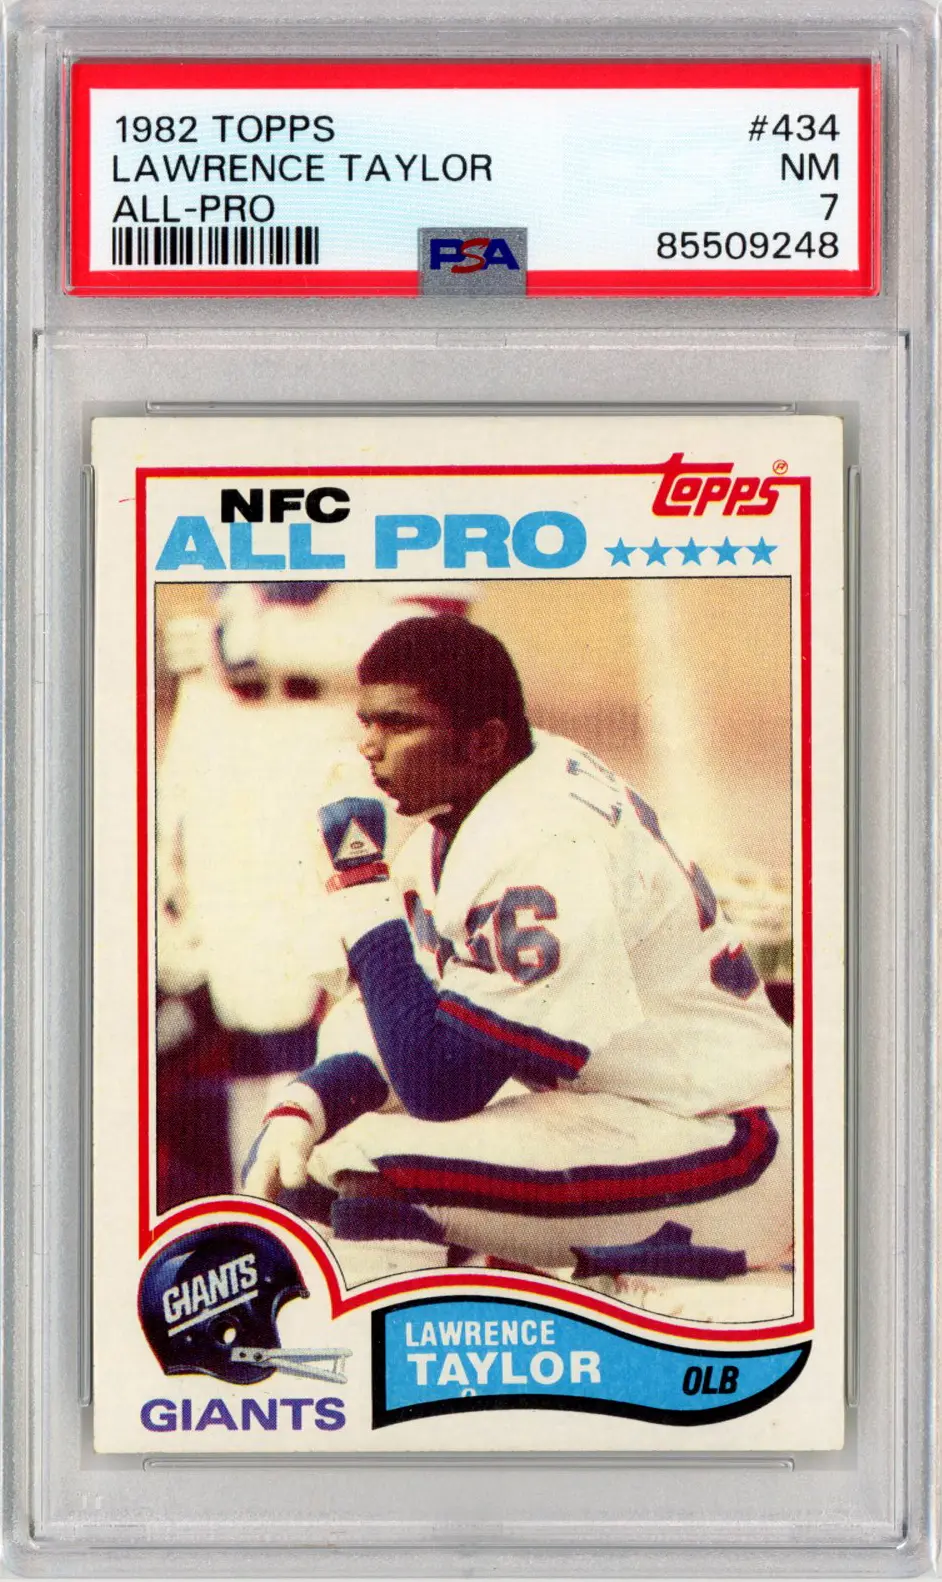 1982 TOPPS #434
LAWRENCE TAYLOR NM
ALL-PRO 7
PSA 85509248
topps®
NFC
ALL PRO
56
GIANTS
LAWRENCE
TAYLOR
OLB
GIANTS